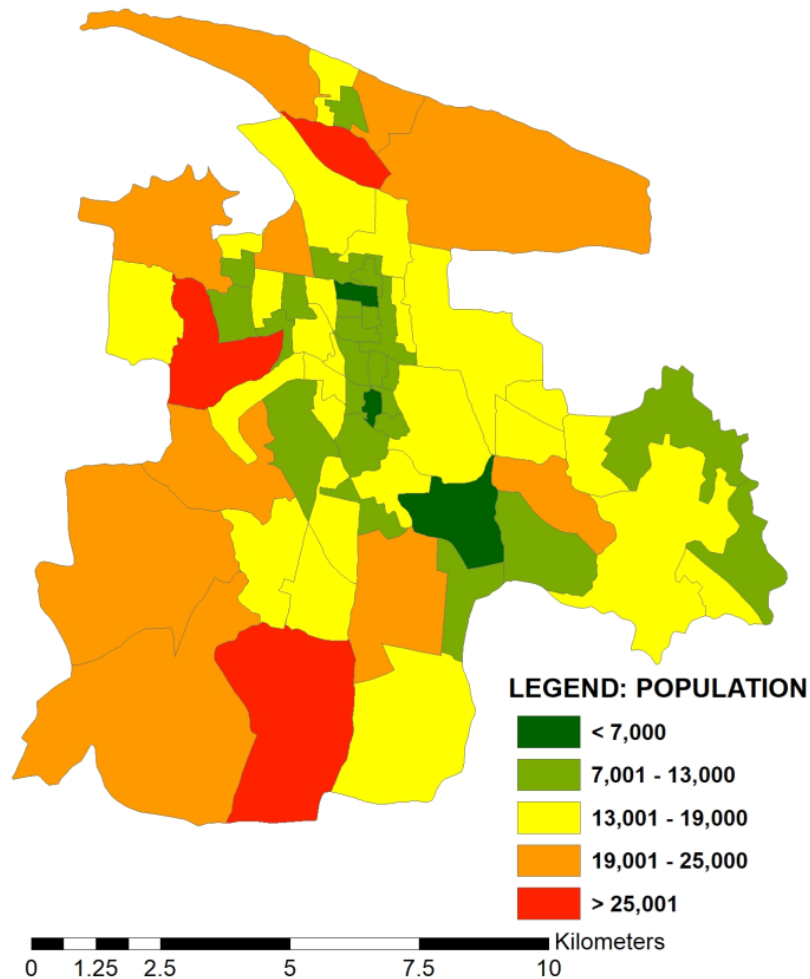 LEGEND: POPULATION
< 7,000
7,001 - 13,000
13,001 - 19,000
19,001 - 25,000
> 25,001
Kilometers
0 1.25 2.5 5 7.5 10